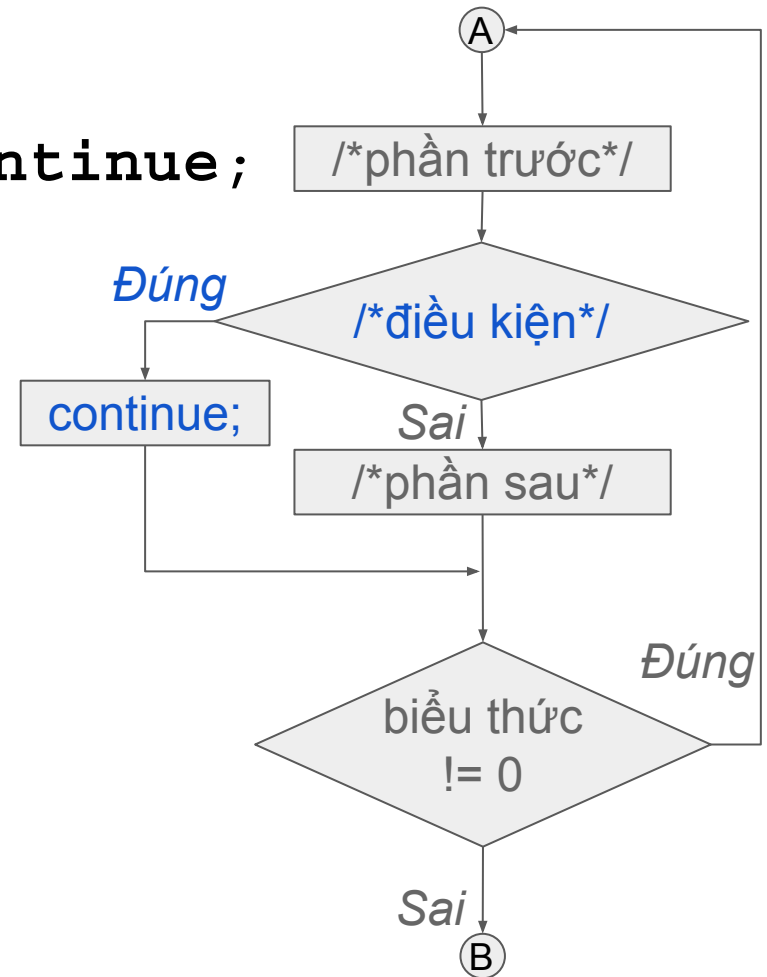 A
ntinue;
/*phần trước*/
Đúng
/*điều kiện*/
continue;
Sai
/*phần sau*/
Đúng
biểu thức
!= 0
Sai
B